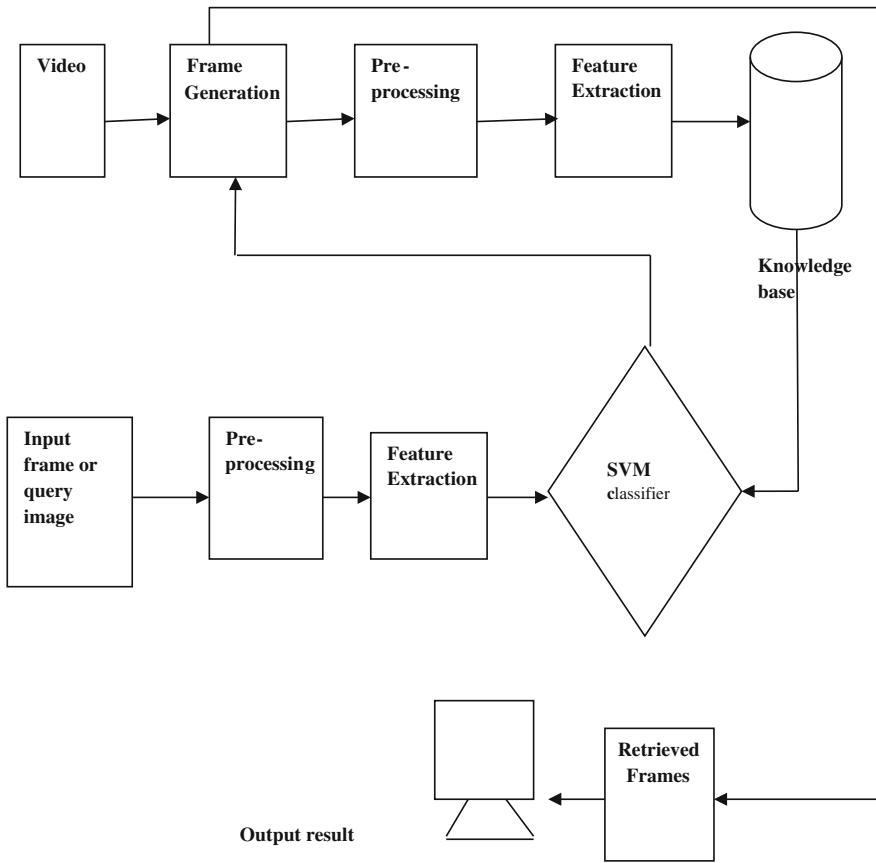 Video
Frame
Generation
Pre-
processing
Feature
Extraction
Knowledge
base
Input
frame or
query
image
Pre-
processing
Feature
Extraction
SVM
classifier
Retrieved
Frames
Output result